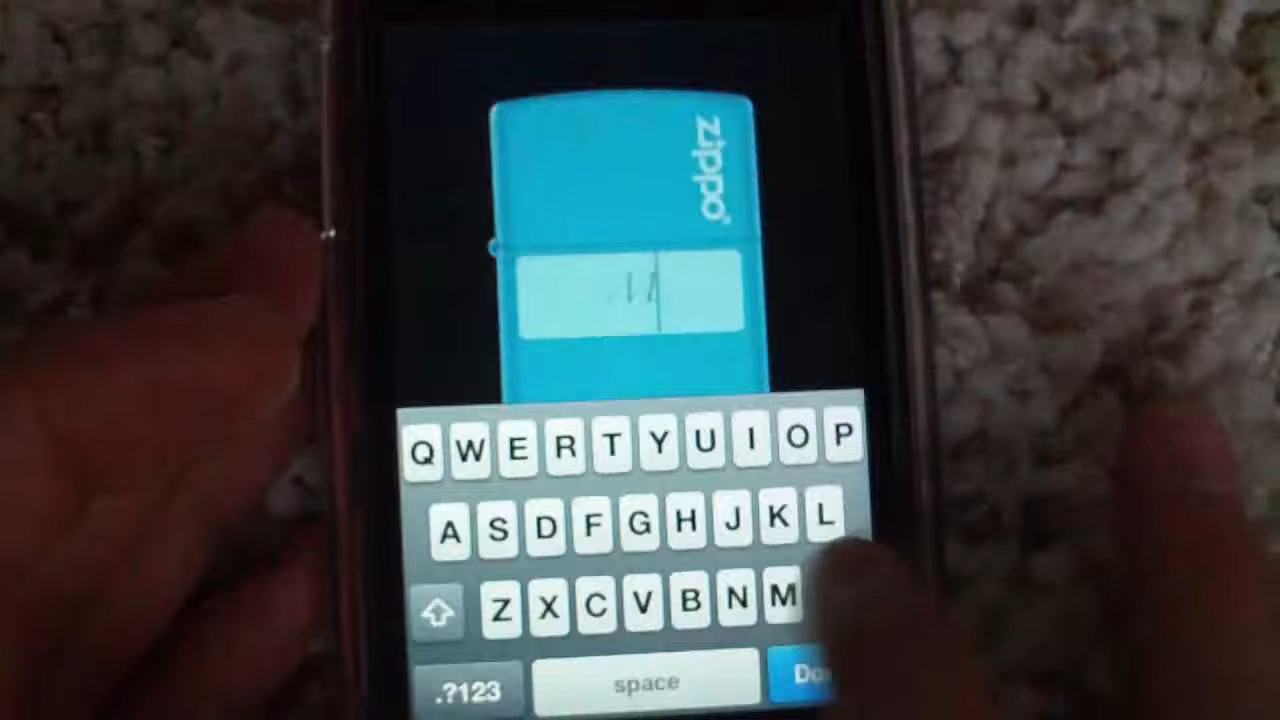 zippo
Q W E R T Y U I O P
A S D F G H J K L
Z X C V B N M
.?123 space